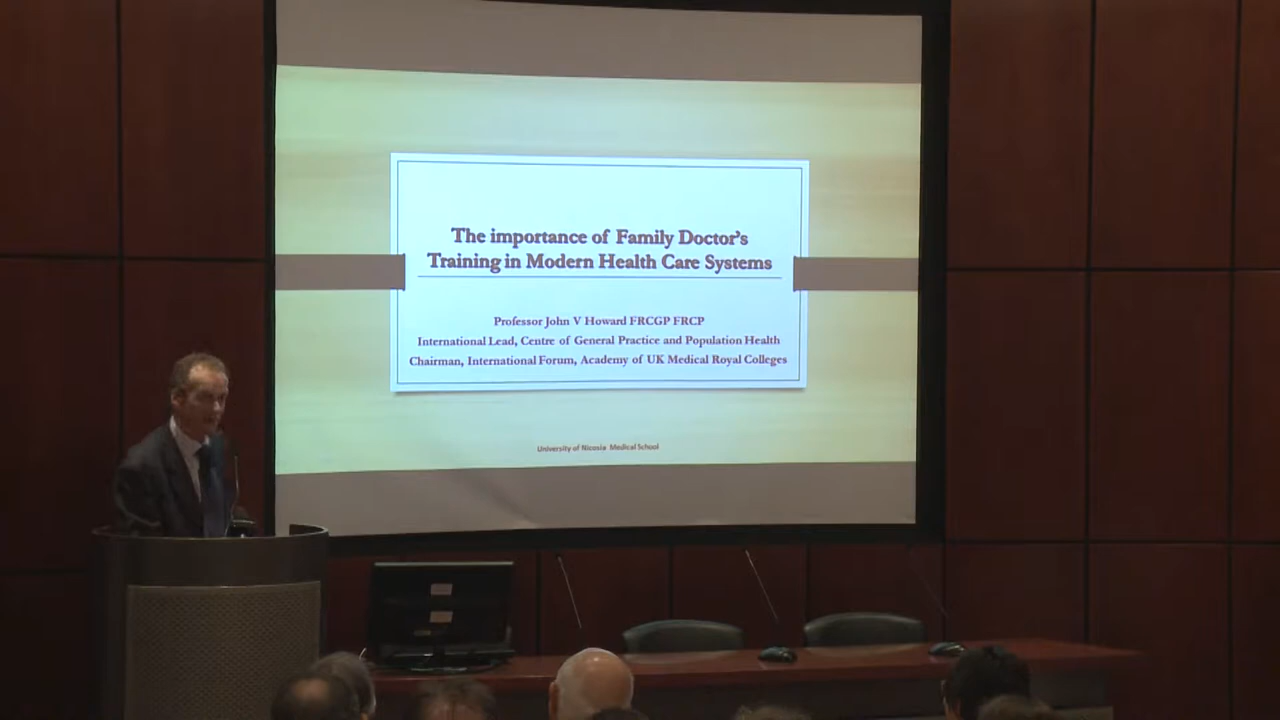 The importance of Family Doctor's
Training in Modern Health Care Systems
Professor John V Howard FRCGP FRCP
International Lead, Centre of General Practice and Population Health
Chairman, International Forum, Academy of UK Medical Royal Colleges
University of Nicosia Medical School